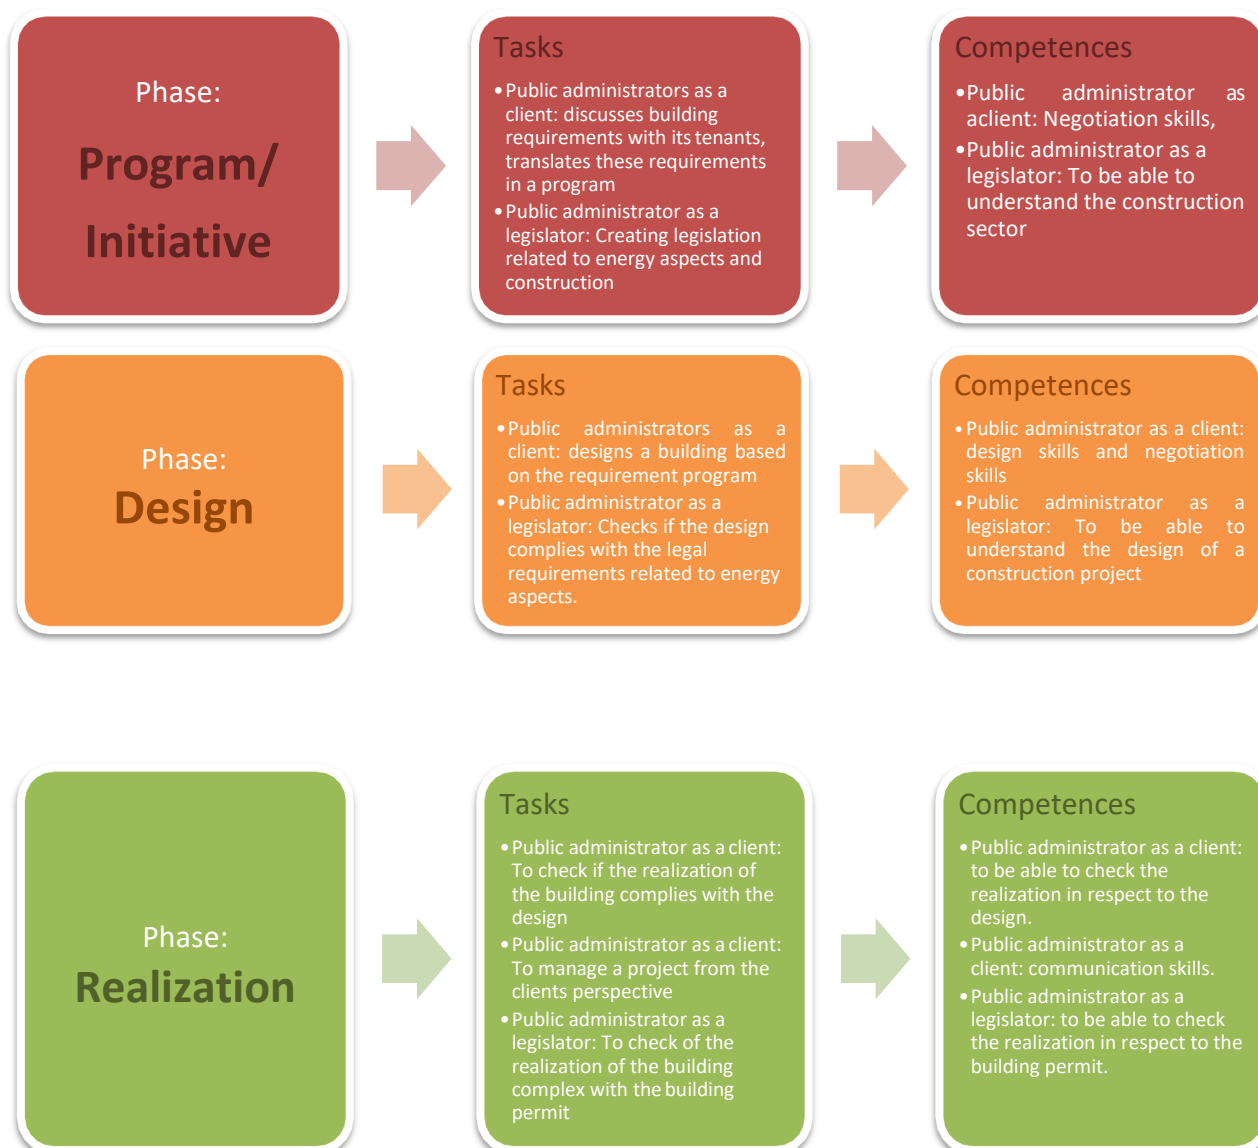 Phase:
Program/
Initiative
Tasks
•Public administrators as a
client: discusses building
requirements with its tenants,
translates these requirements
in a program
•Public administrator as a
legislator: Creating legislation
related to energy aspects and
construction
Competences
•Public administrator as
aclient: Negotiation skills,
•Public administrator as a
legislator: To be able to
understand the construction
sector
Phase:
Design
Tasks
•Public administrators as a
client: designs a building based
on the requirement program
•Public administrator as a
legislator: Checks if the design
complies with the legal
requirements related to energy
aspects.
Competences
•Public administrator as a client:
design skills and negotiation
skills
•Public administrator as a
legislator: To be able to
understand the design of a
construction project
Phase:
Realization
Tasks
•Public administrator as a client:
To check if the realization of
the building complies with the
design
•Public administrator as a client:
To manage a project from the
clients perspective
•Public administrator as a
legislator: To check of the
realization of the building
complex with the building
permit
Competences
•Public administrator as a client:
to be able to check the
realization in respect to the
design.
•Public administrator as a
client: communication skills.
•Public administrator as a
legislator: to be able to check
the realization in respect to the
building permit.